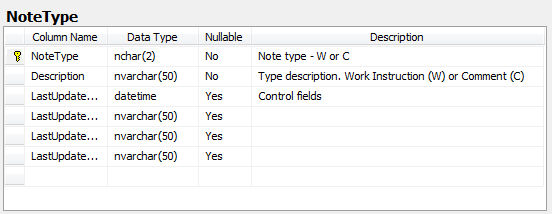 NoteType
Column Name Data Type Nullable Description
NoteType nchar(2) No Note type - W or C
Description nvarchar(50) No Type description. Work Instruction (W) or Comment (C)
LastUpdate... datetime Yes Control fields
LastUpdate... nvarchar(50) Yes
LastUpdate... nvarchar(50) Yes
LastUpdate... nvarchar(50) Yes